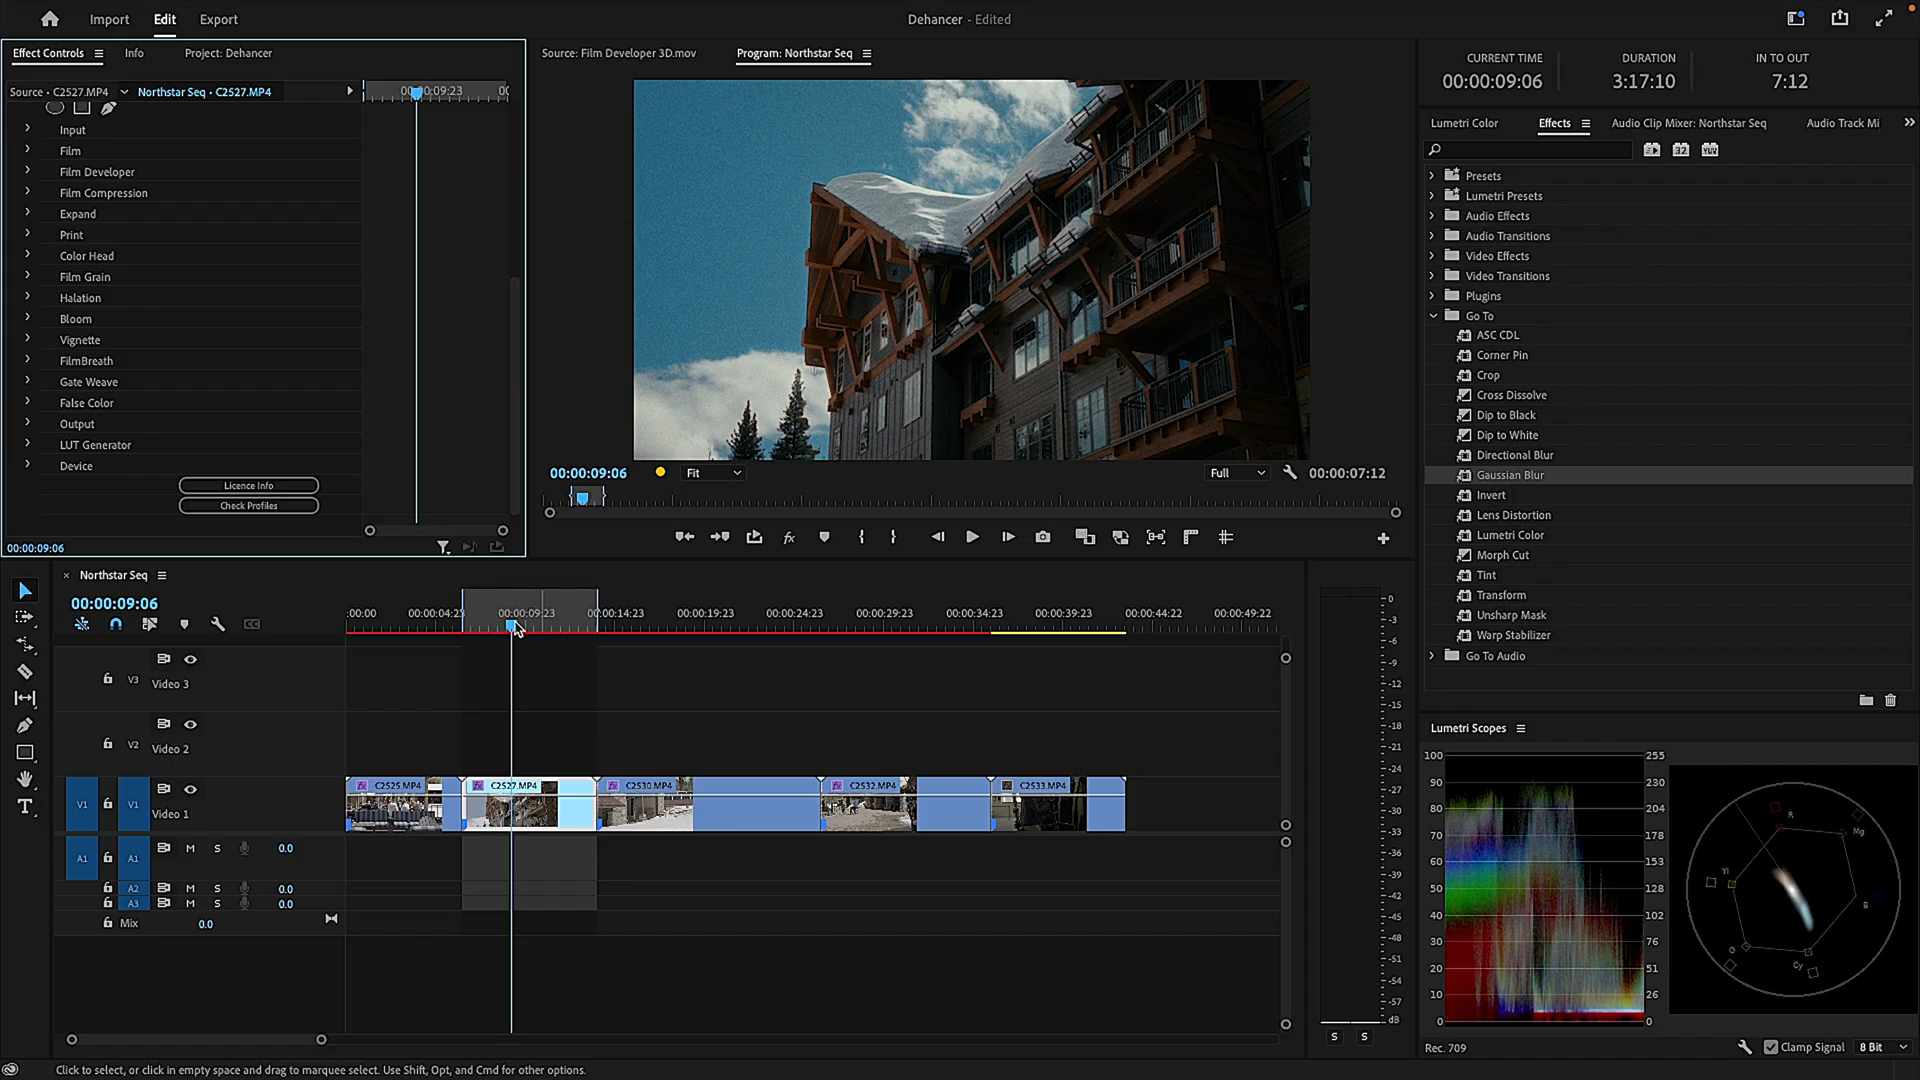 Import Edit Export
Dehancer - Edited
Effect Controls
Info
Project: Dehancer
Source • C2527.MP4
Northstar Seq • C2527.MP4
00:00:09:23
Input
Film
Film Developer
Film Compression
Expand
Print
Color Head
Film Grain
Halation
Bloom
Vignette
FilmBreath
Gate Weave
False Color
Output
LUT Generator
Device
Licence Info
Check Profiles
00:00:09:06
Source: Film Developer 3D.mov
Program: Northstar Seq
00:00:09:06
Fit
Full
00:00:07:12
CURRENT TIME
00:00:09:06
DURATION
3:17:10
IN TO OUT
7:12
Lumetri Color
Effects
Audio Clip Mixer: Northstar Seq
Audio Track Mi
32
YUV
Presets
Lumetri Presets
Audio Effects
Audio Transitions
Video Effects
Video Transitions
Plugins
Go To
ASC CDL
Corner Pin
Crop
Cross Dissolve
Dip to Black
Dip to White
Directional Blur
Gaussian Blur
Invert
Lens Distortion
Lumetri Color
Morph Cut
Tint
Transform
Unsharp Mask
Warp Stabilizer
Go To Audio
× Northstar Seq
00:00:09:06
:00:00 00:00:04:23 00:00:09:23 00:00:14:23 00:00:19:23 00:00:24:23 00:00:29:23 00:00:34:23 00:00:39:23 00:00:44:22 00:00:49:22
V3
Video 3
V2
Video 2
V1 V1
Video 1
C2525.MP4 C2527.MP4 C2530.MP4 C2532.MP4 C2533.MP4
A1 A1 M S 0.0
A2 M S 0.0
A3 M S 0.0
Mix 0.0
0
-3
-6
-9
-12
-15
-18
-21
-24
-27
-30
-33
-36
-39
-42
-45
-48
-51
-54
-57
dB
S S
Lumetri Scopes
100 255
90 230
80 204
70 178
60 153
50 128
40 102
30 76
20 51
10 26
0 0
R
Mg
B
Cy
G
Yl
Rec. 709
Clamp Signal
8 Bit
Click to select, or click in empty space and drag to marquee select. Use Shift, Opt, and Cmd for other options.